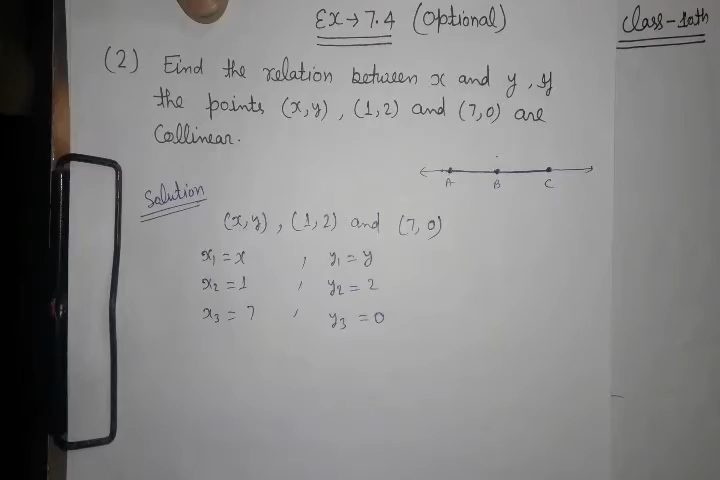 Ex → 7.4 (Optional)
Class-10th
(2) Find the relation between x and y, if
the points (x,y), (1,2) and (7,0) are
Collinear.
A B C
Solution
(x,y), (1,2) and (7,0)
x₁ = x , y₁ = y
x₂ = 1 , y₂ = 2
x₃ = 7 , y₃ = 0